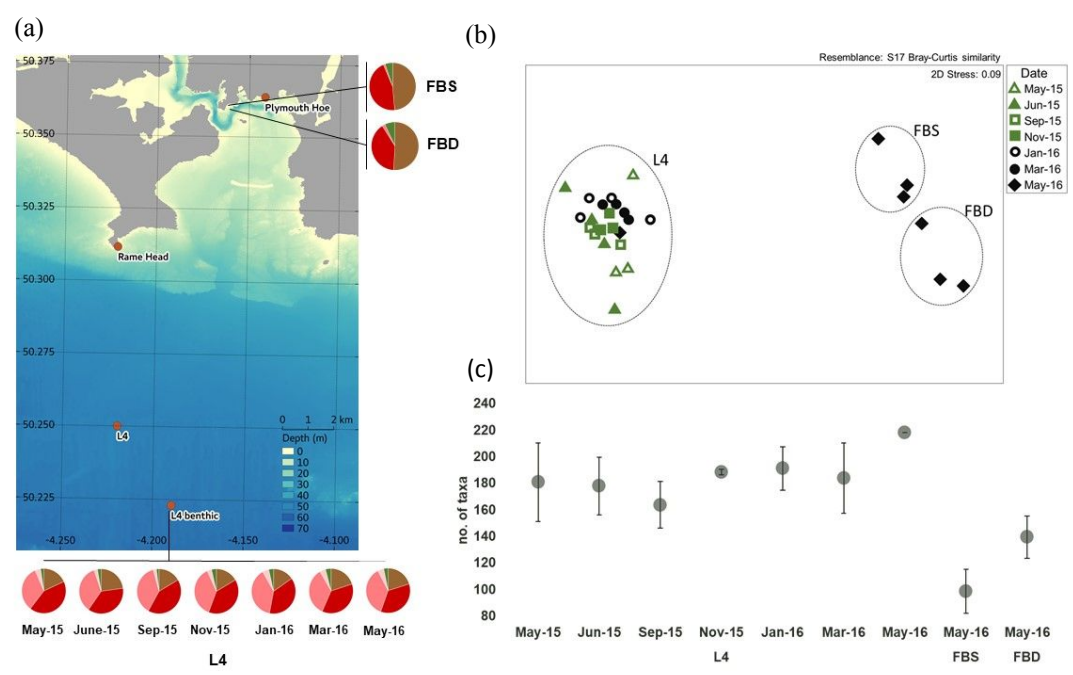 (a)
50.375
50.350
50.325
50.300
50.275
50.250
50.225
-4.250
-4.200
-4.150
-4.100
Plymouth Hoe
Rame Head
L4
L4 benthic
0 1 2 km
Depth (m)
0
10
20
30
40
50
60
70
FBS
FBD
May-15 June-15 Sep-15 Nov-15 Jan-16 Mar-16 May-16
L4
(b)
Resemblance: S17 Bray-Curtis similarity
2D Stress: 0.09
L4
FBS
FBD
Date
May-15
Jun-15
Sep-15
Nov-15
Jan-16
Mar-16
May-16
(c)
no. of taxa
240
220
200
180
160
140
120
100
80
May-15 Jun-15 Sep-15 Nov-15 Jan-16 Mar-16 May-16 May-16 May-16
L4 FBS FBD